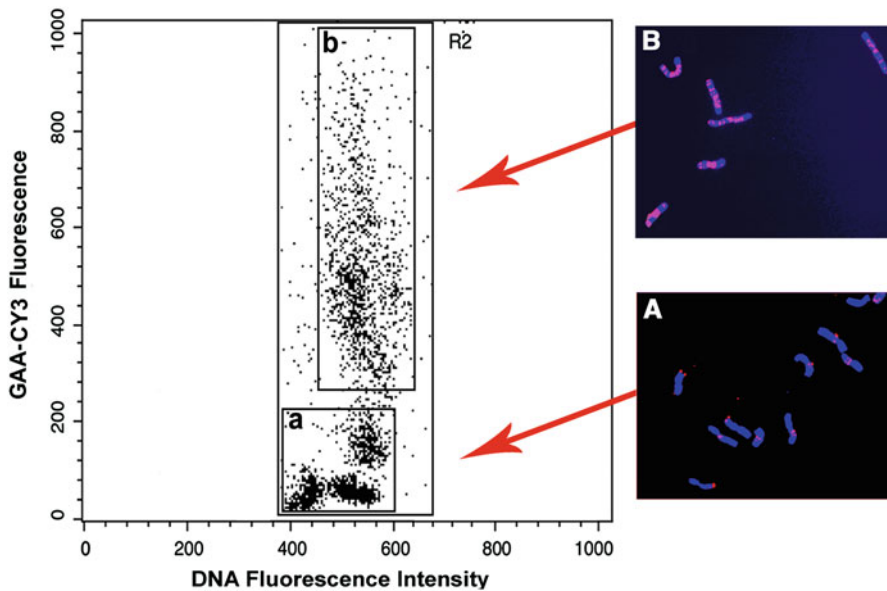 GAA-CY3 Fluorescence
1000
800
600
400
200
0
b
R2
a
0 200 400 600 800 1000
DNA Fluorescence Intensity
B
A